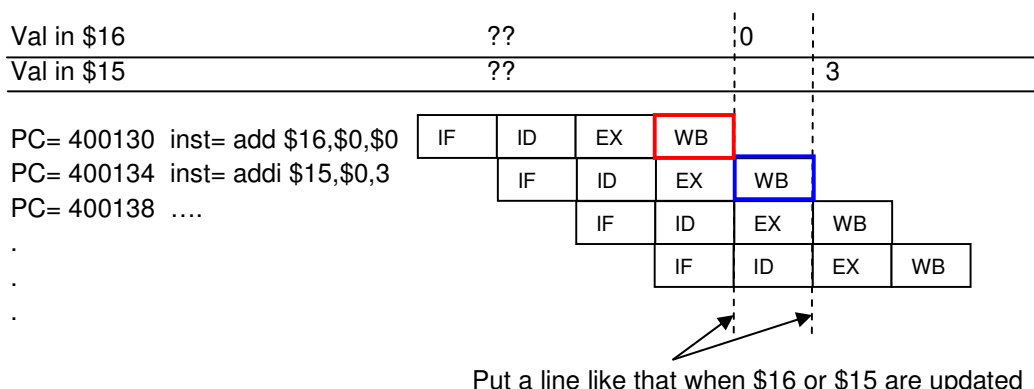 Val in $16 ?? 0
Val in $15 ?? 3
PC= 400130 inst= add $16,$0,$0 IF ID EX WB
PC= 400134 inst= addi $15,$0,3 IF ID EX WB
PC= 400138 …. IF ID EX WB
. IF ID EX WB
.
.
Put a line like that when $16 or $15 are updated